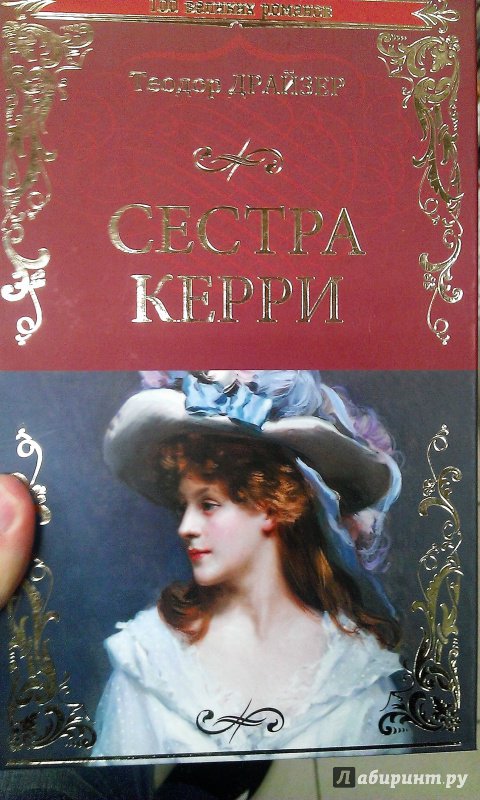 100 великих романов
Теодор ДРАЙЗЕР
СЕСТРА
КЕРРИ
Лабиринт.ру